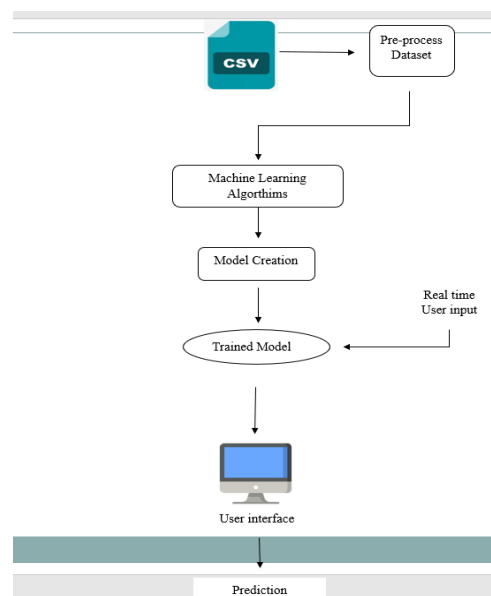 CSV
Pre-process
Dataset
Machine Learning
Algorthims
Model Creation
Real time
User input
Trained Model
User interface
Prediction